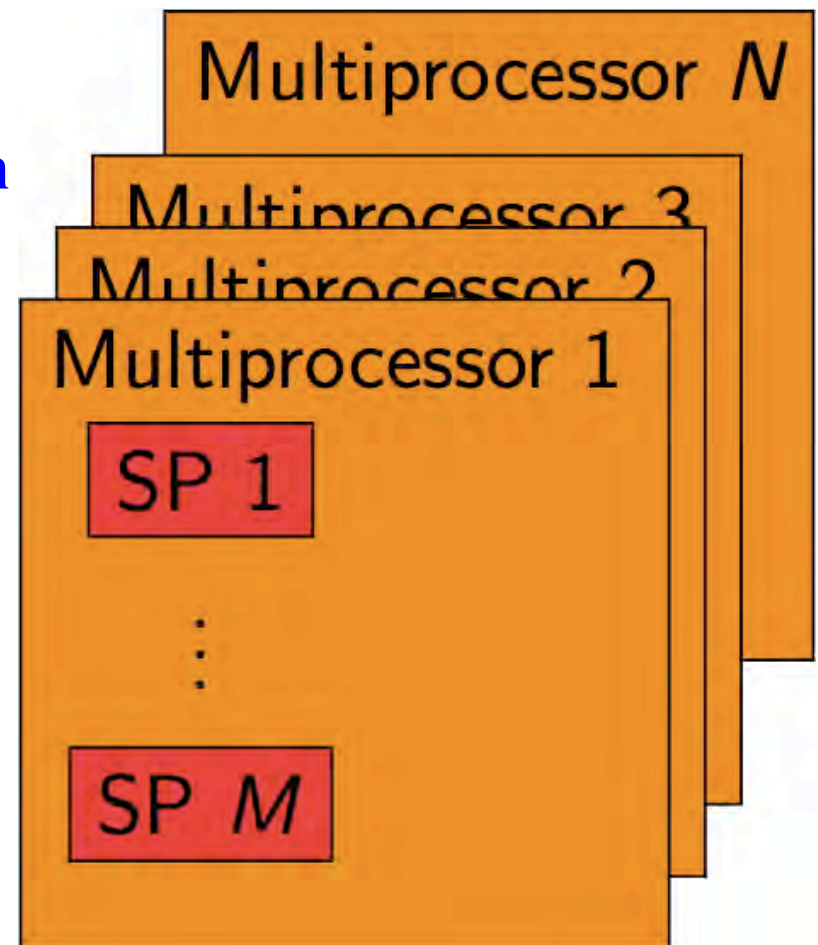 Multiprocessor N
n
Multiprocessor 3
Multiprocessor 2
Multiprocessor 1
SP 1
⋮
SP M